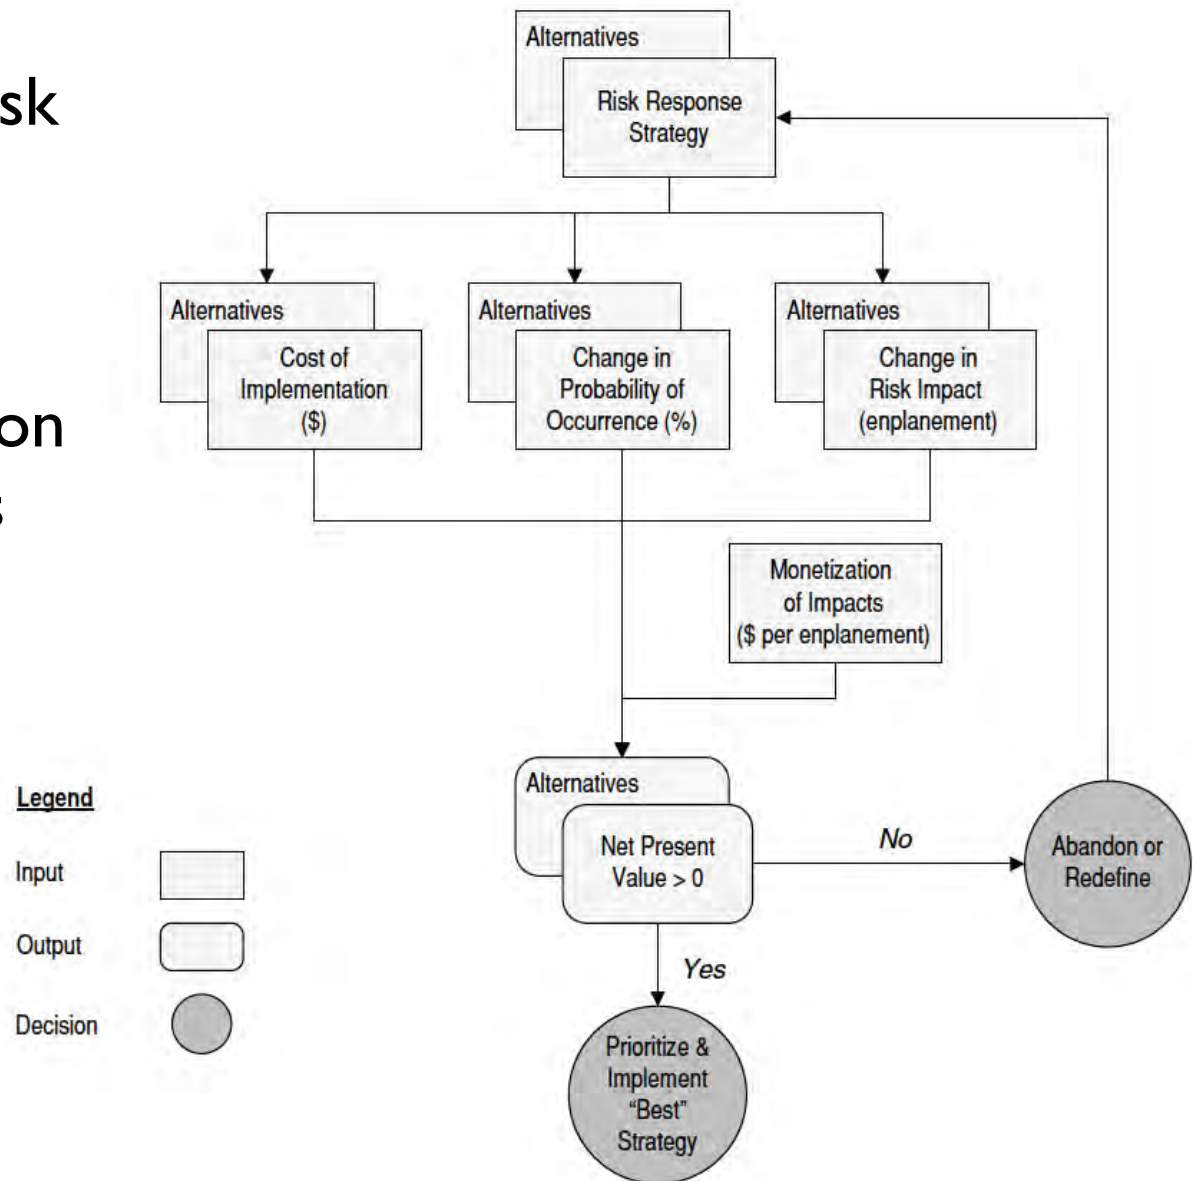 Alternatives
Risk Response
Strategy
Alternatives
Cost of
Implementation
($)
Alternatives
Change in
Probability of
Occurrence (%)
Alternatives
Change in
Risk Impact
(enplanement)
Monetization
of Impacts
($ per enplanement)
Alternatives
Net Present
Value > 0
No
Abandon or
Redefine
Yes
Prioritize &
Implement
“Best”
Strategy
Legend
Input
Output
Decision
sk
on
s